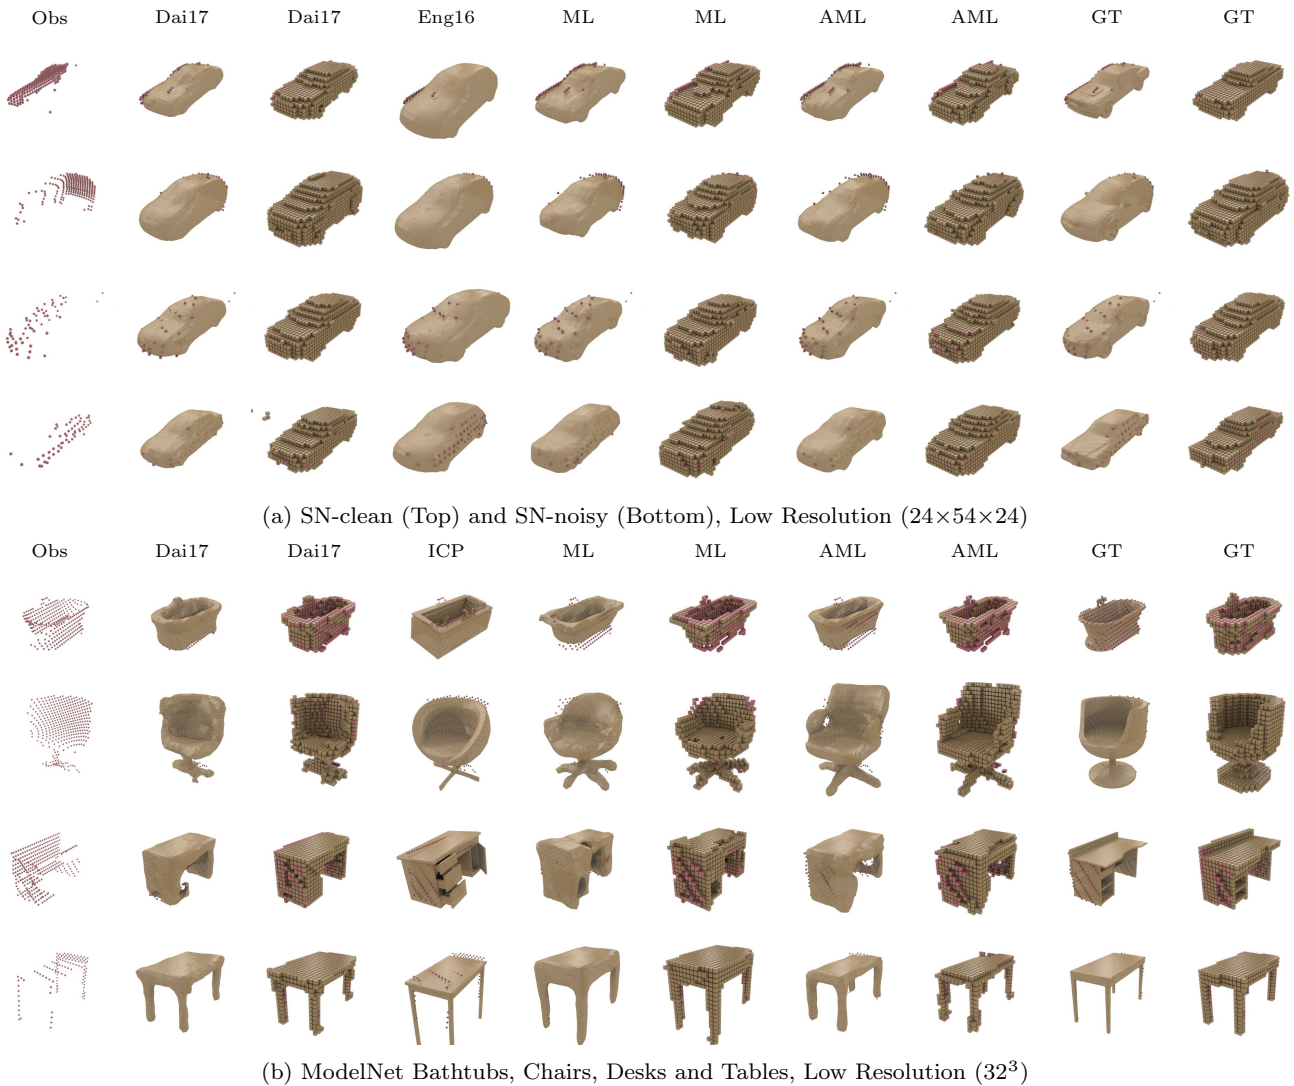 Obs Dai17 Dai17 Eng16 ML ML AML AML GT GT
(a) SN-clean (Top) and SN-noisy (Bottom), Low Resolution (24×54×24)
Obs Dai17 Dai17 ICP ML ML AML AML GT GT
(b) ModelNet Bathtubs, Chairs, Desks and Tables, Low Resolution (32³)